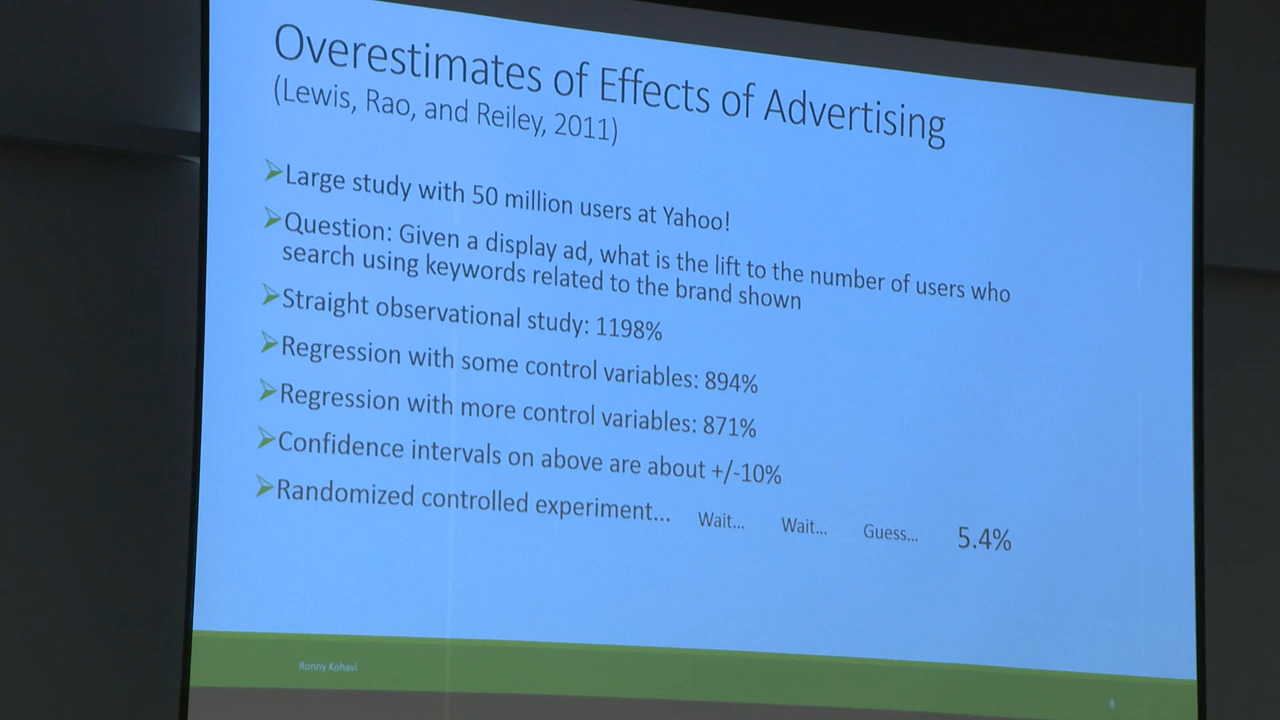 Overestimates of Effects of Advertising
(Lewis, Rao, and Reiley, 2011)
Large study with 50 million users at Yahoo!
Question: Given a display ad, what is the lift to the number of users who
search using keywords related to the brand shown
Straight observational study: 1198%
Regression with some control variables: 894%
Regression with more control variables: 871%
Confidence intervals on above are about +/-10%
Randomized controlled experiment... Wait... Wait... Guess... 5.4%
Ronny Kohavi
8